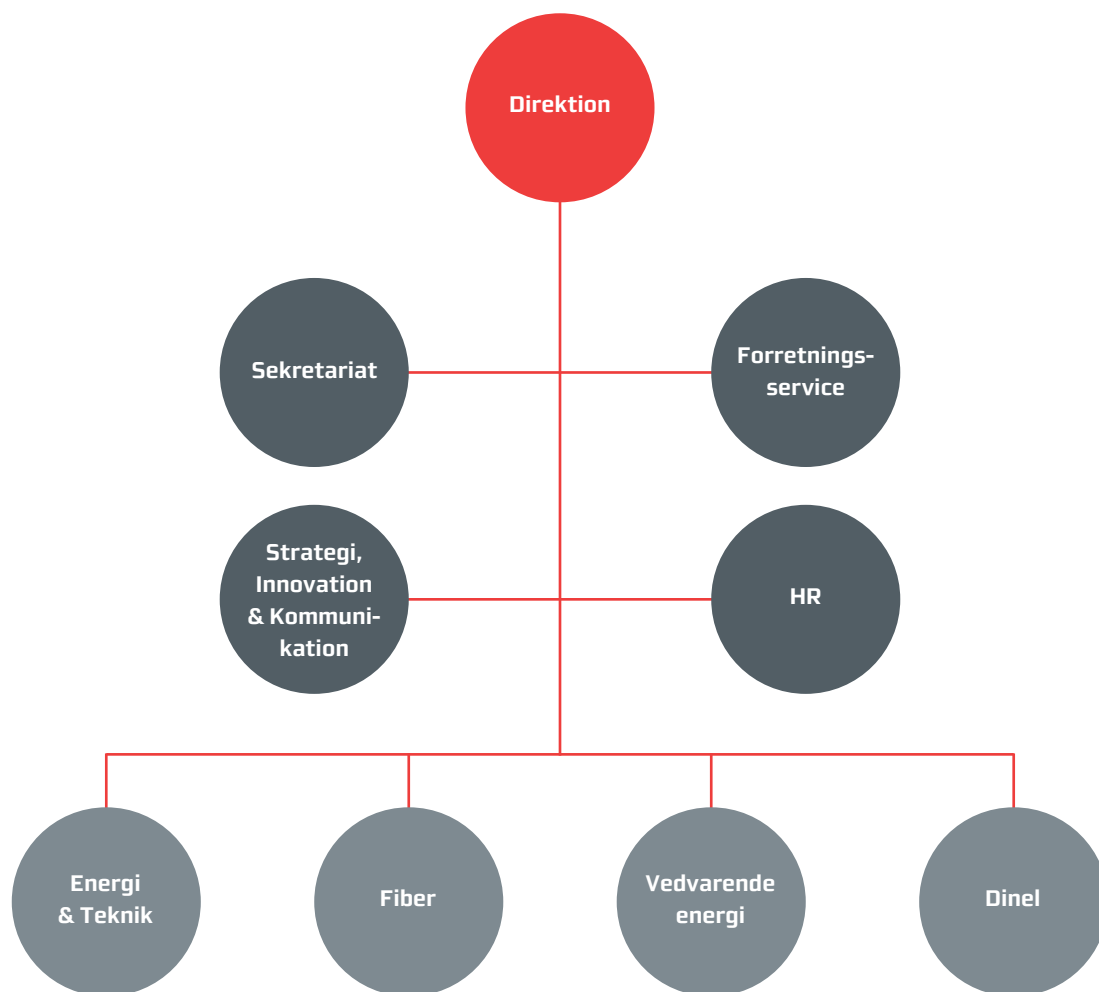 Direktion
Sekretariat
Forretnings-
service
Strategi,
Innovation
& Kommuni-
kation
HR
Energi
& Teknik
Fiber
Vedvarende
energi
Dinel